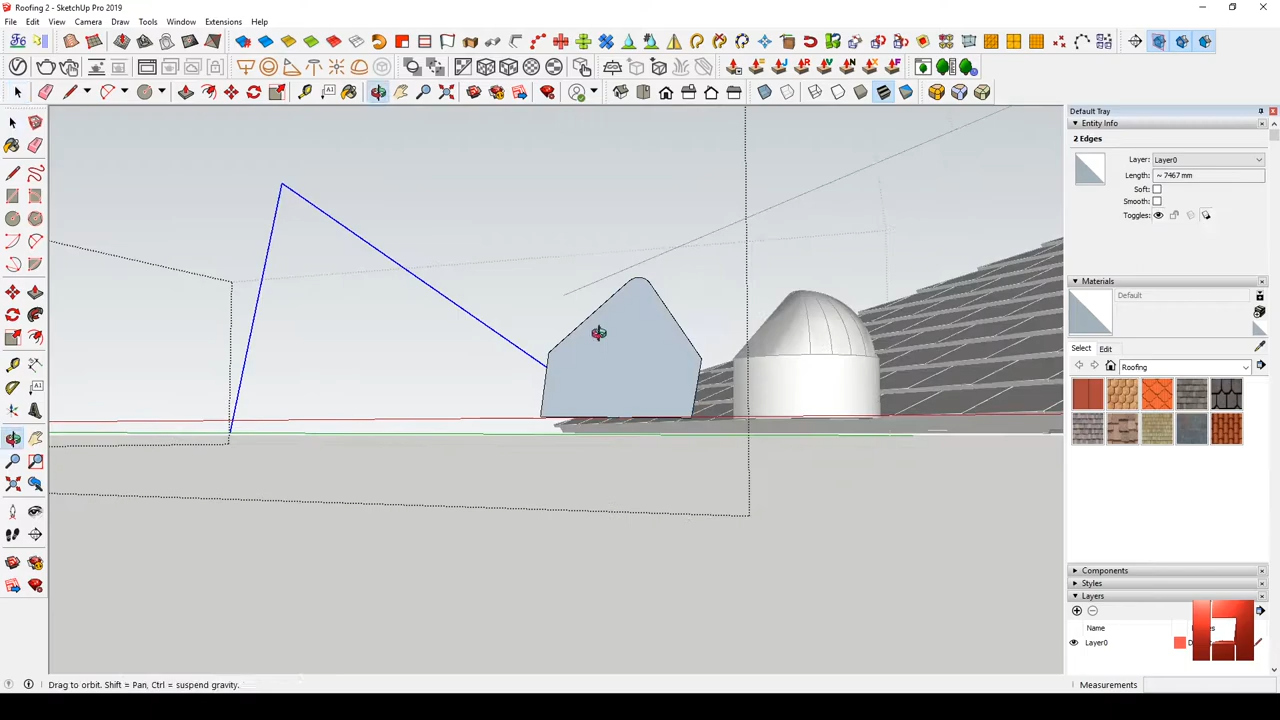 Roofing 2 - SketchUp Pro 2019
File Edit View Camera Draw Tools Window Extensions Help
Default Tray
Entity Info
2 Edges
Layer: Layer0
Length: ~ 7467 mm
Soft:
Smooth:
Toggles:
Materials
Default
Select Edit
Roofing
Components
Styles
Layers
Name
Layer0
Drag to orbit. Shift = Pan, Ctrl = suspend gravity.
Measurements